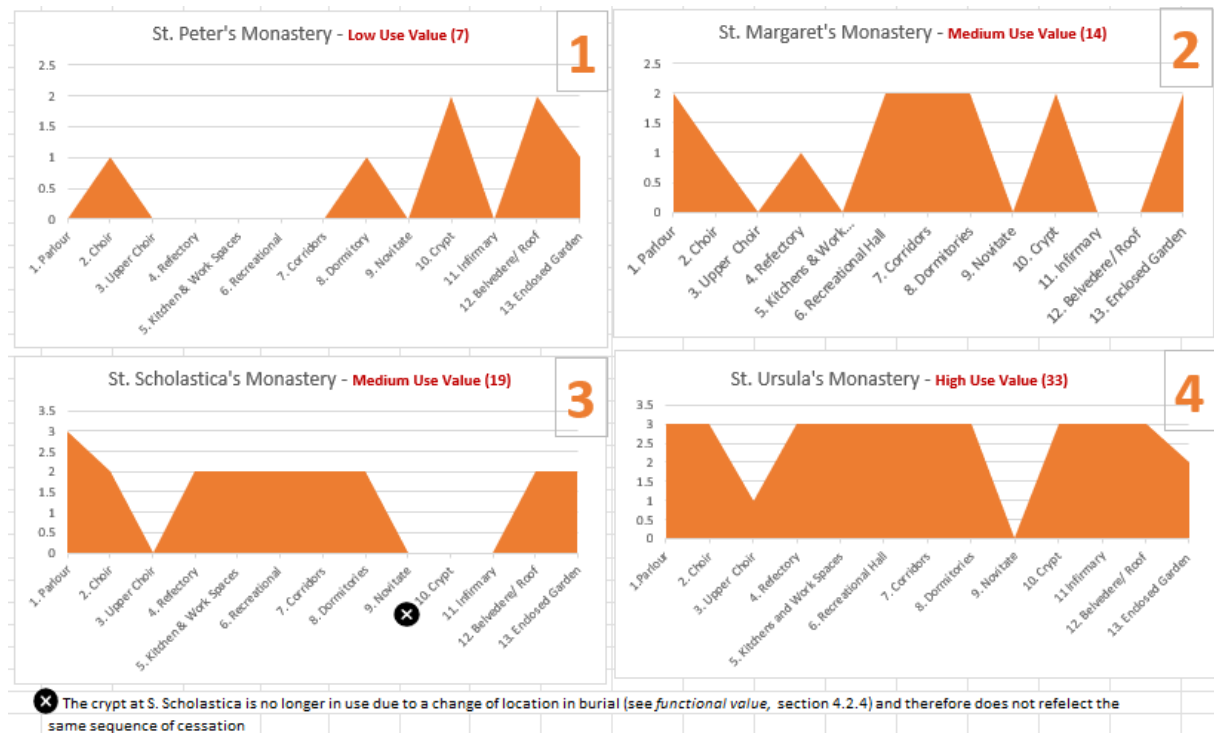 St. Peter's Monastery - Low Use Value (7)
1
2.5
2
1.5
1
0.5
0
1. Parlour
2. Choir
3. Upper Choir
4. Refectory
5. Kitchen & Work Spaces
6. Recreational
7. Corridors
8. Dormitory
9. Novitate
10. Crypt
11. Infirmary
12. Belvedere/ Roof
13. Enclosed Garden
St. Margaret's Monastery - Medium Use Value (14)
2
2.5
2
1.5
1
0.5
0
1. Parlour
2. Choir
3. Upper Choir
4. Refectory
5. Kitchens & Work...
6. Recreational Hall
7. Corridors
8. Dormitories
9. Novitate
10. Crypt
11. Infirmary
12. Belvedere/ Roof
13. Enclosed Garden
St. Scholastica's Monastery - Medium Use Value (19)
3
3.5
3
2.5
2
1.5
1
0.5
0
1. Parlour
2. Choir
3. Upper Choir
4. Refectory
5. Kitchen & Work Spaces
6. Recreational
7. Corridors
8. Dormitories
9. Novitate
10. Crypt
11. Infirmary
12. Belvedere/ Roof
13. Enclosed Garden
St. Ursula's Monastery - High Use Value (33)
4
3.5
3
2.5
2
1.5
1
0.5
0
1.Parlour
2. Choir
3. Upper Choir
4. Refectory
5. Kitchens and Work Spaces
6. Recreational Hall
7. Corridors
8. Dormitories
9. Novitate
10. Crypt
11 Infirmary
12. Belvedere/ Roof
13. Enclosed Garden
The crypt at S. Scholastica is no longer in use due to a change of location in burial (see functional value, section 4.2.4) and therefore does not refelect the
same sequence of cessation